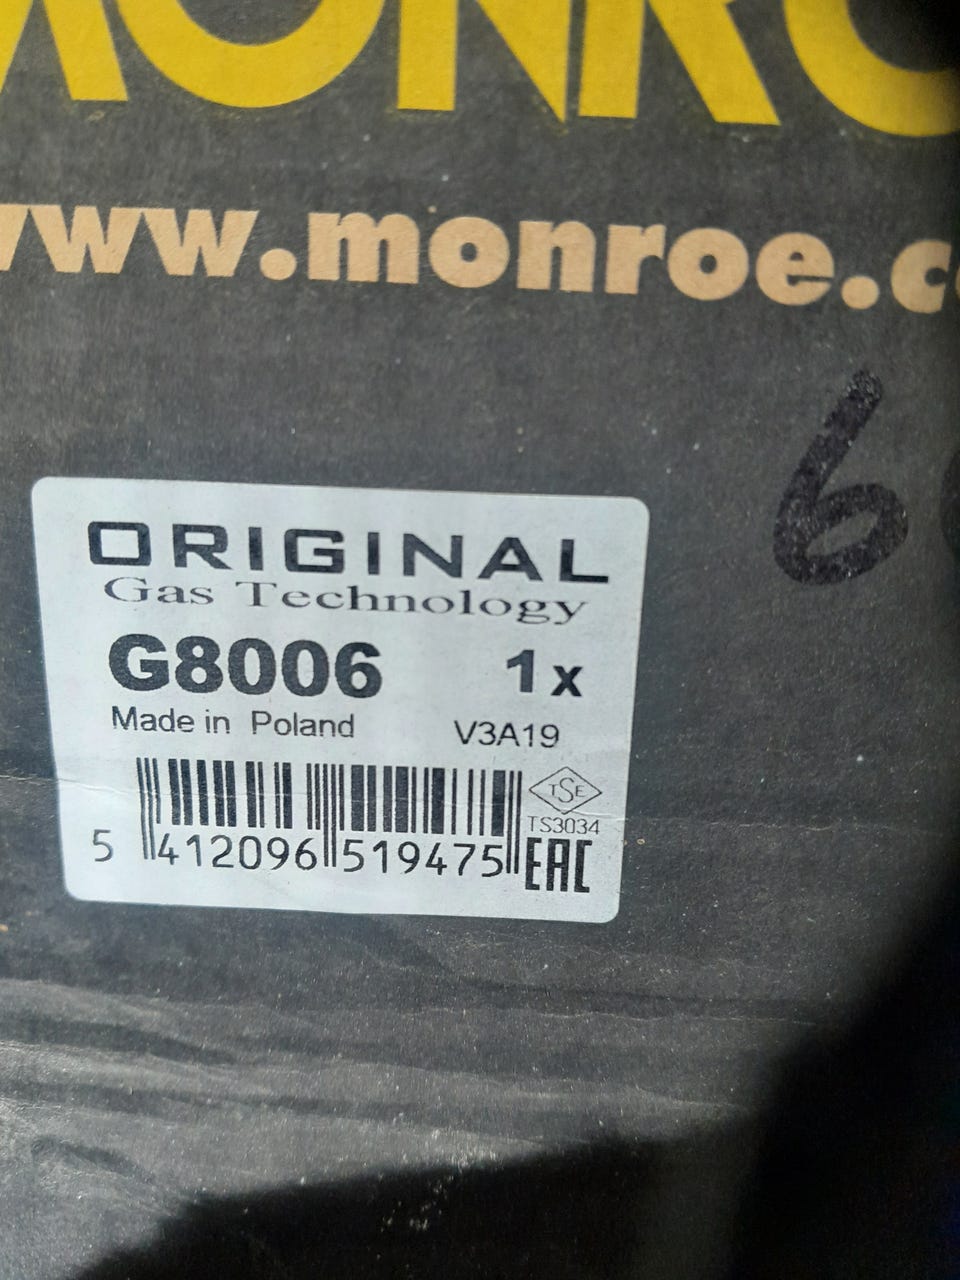 MONRO
www.monroe.c
6
ORIGINAL
Gas Technology
G8006 1x
Made in Poland V3A19
TSE
TS3034
5 412096 519475
EAC